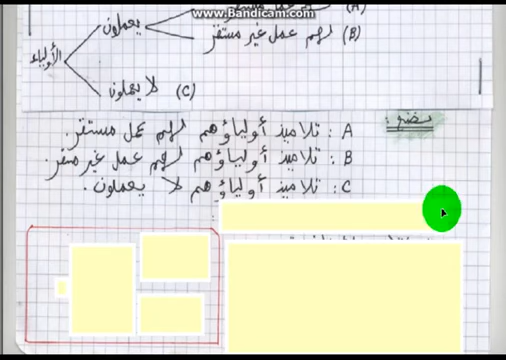 www.Bandicam.com
(A)
يعملون
لهم عمل غير مستقر (B)
الأولياء
لا يعملون (C)
نضع :
A : تلاميذ أولياؤهم لهم عمل مستقر.
B : تلاميذ أولياؤهم لهم عمل غير مستقر.
C : تلاميذ أولياؤهم لا يعملون.